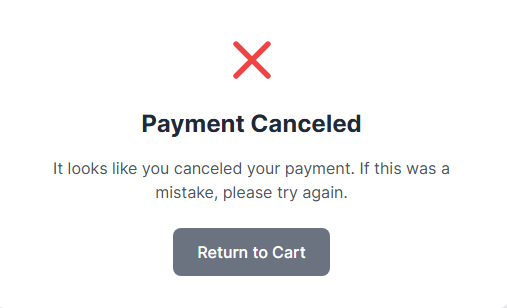 Payment Canceled
It looks like you canceled your payment. If this was a
mistake, please try again.
Return to Cart